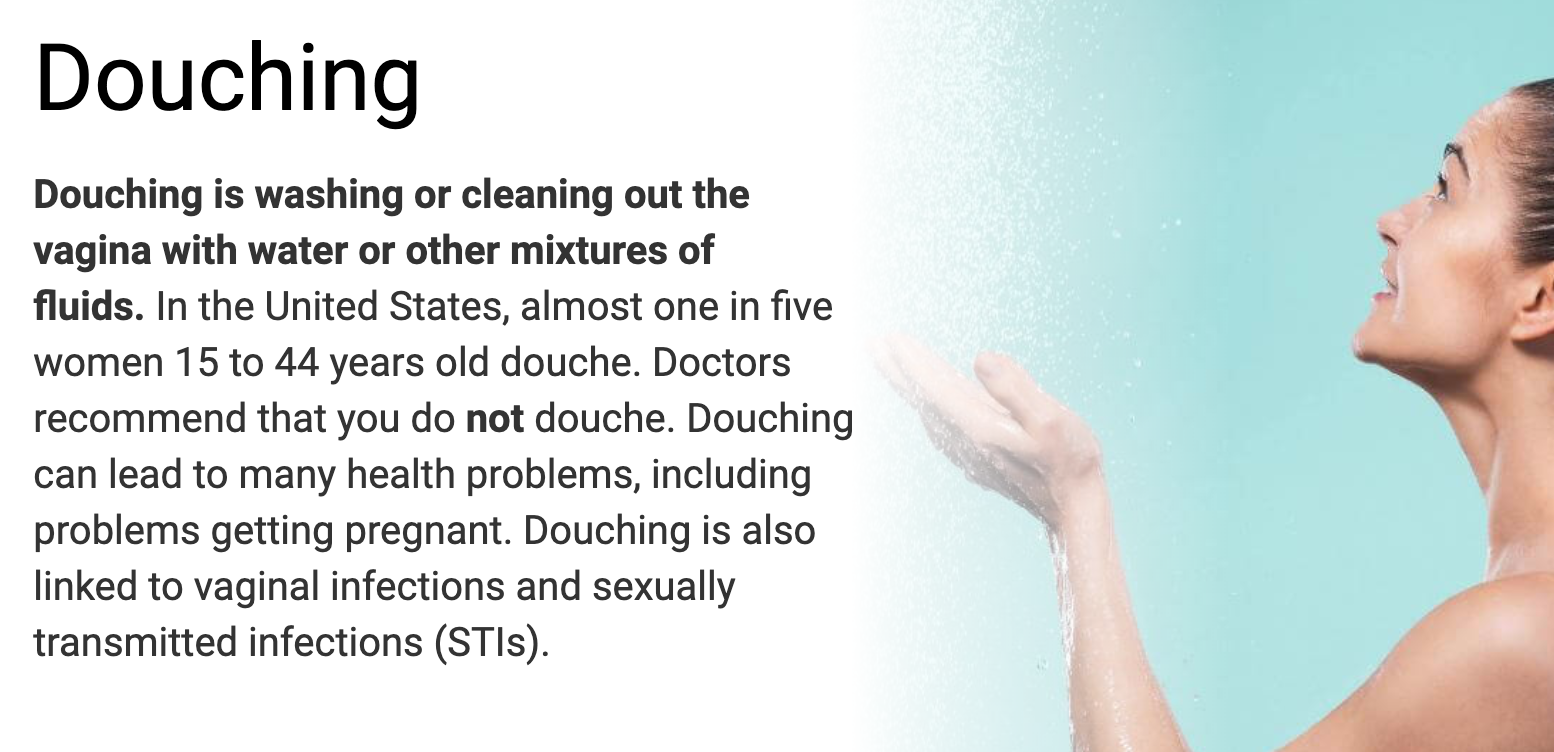 Douching
Douching is washing or cleaning out the
vagina with water or other mixtures of
fluids. In the United States, almost one in five
women 15 to 44 years old douche. Doctors
recommend that you do not douche. Douching
can lead to many health problems, including
problems getting pregnant. Douching is also
linked to vaginal infections and sexually
transmitted infections (STIs).